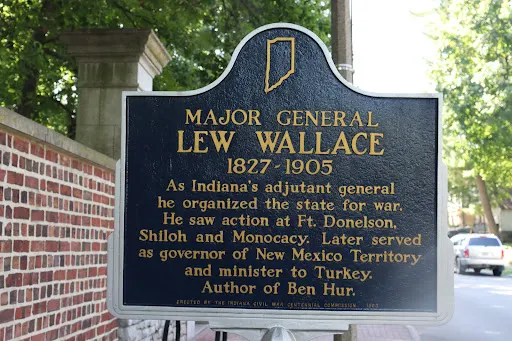 MAJOR GENERAL
LEW WALLACE
1827-1905
As Indiana's adjutant general
he organized the state for war.
He saw action at Ft. Donelson,
Shiloh and Monocacy. Later served
as governor of New Mexico Territory
and minister to Turkey.
Author of Ben Hur.
ERECTED BY THE INDIANA CIVIL WAR CENTENNIAL COMMISSION